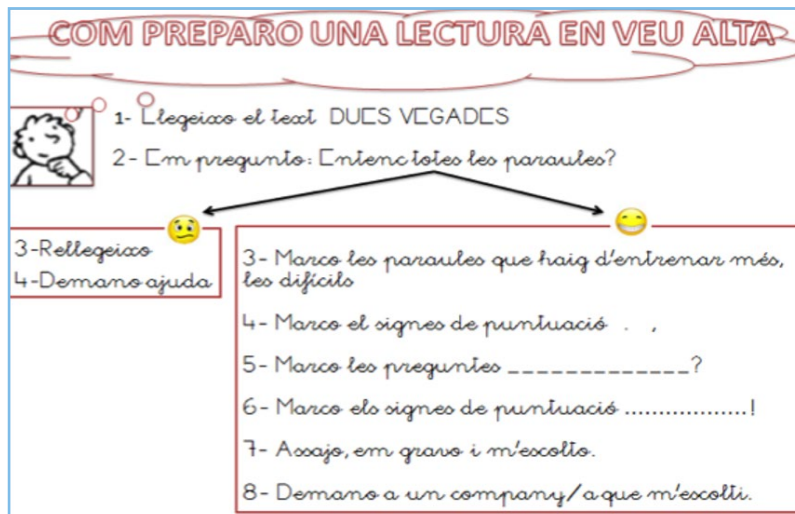 COM PREPARO UNA LECTURA EN VEU ALTA
1- Llegeixo el text DUES VEGADES
2- Em pregunto: Entenc totes les paraules?
3-Rellegeixo
4-Demano ajuda
3- Marco les paraules que haig d'entrenar més,
les difícils
4- Marco el signes de puntuació . ,
5- Marco les preguntes _____________?
6- Marco els signes de puntuació ..................!
7- Assajo, em gravo i m'escolto.
8- Demano a un company/a que m'escolti.